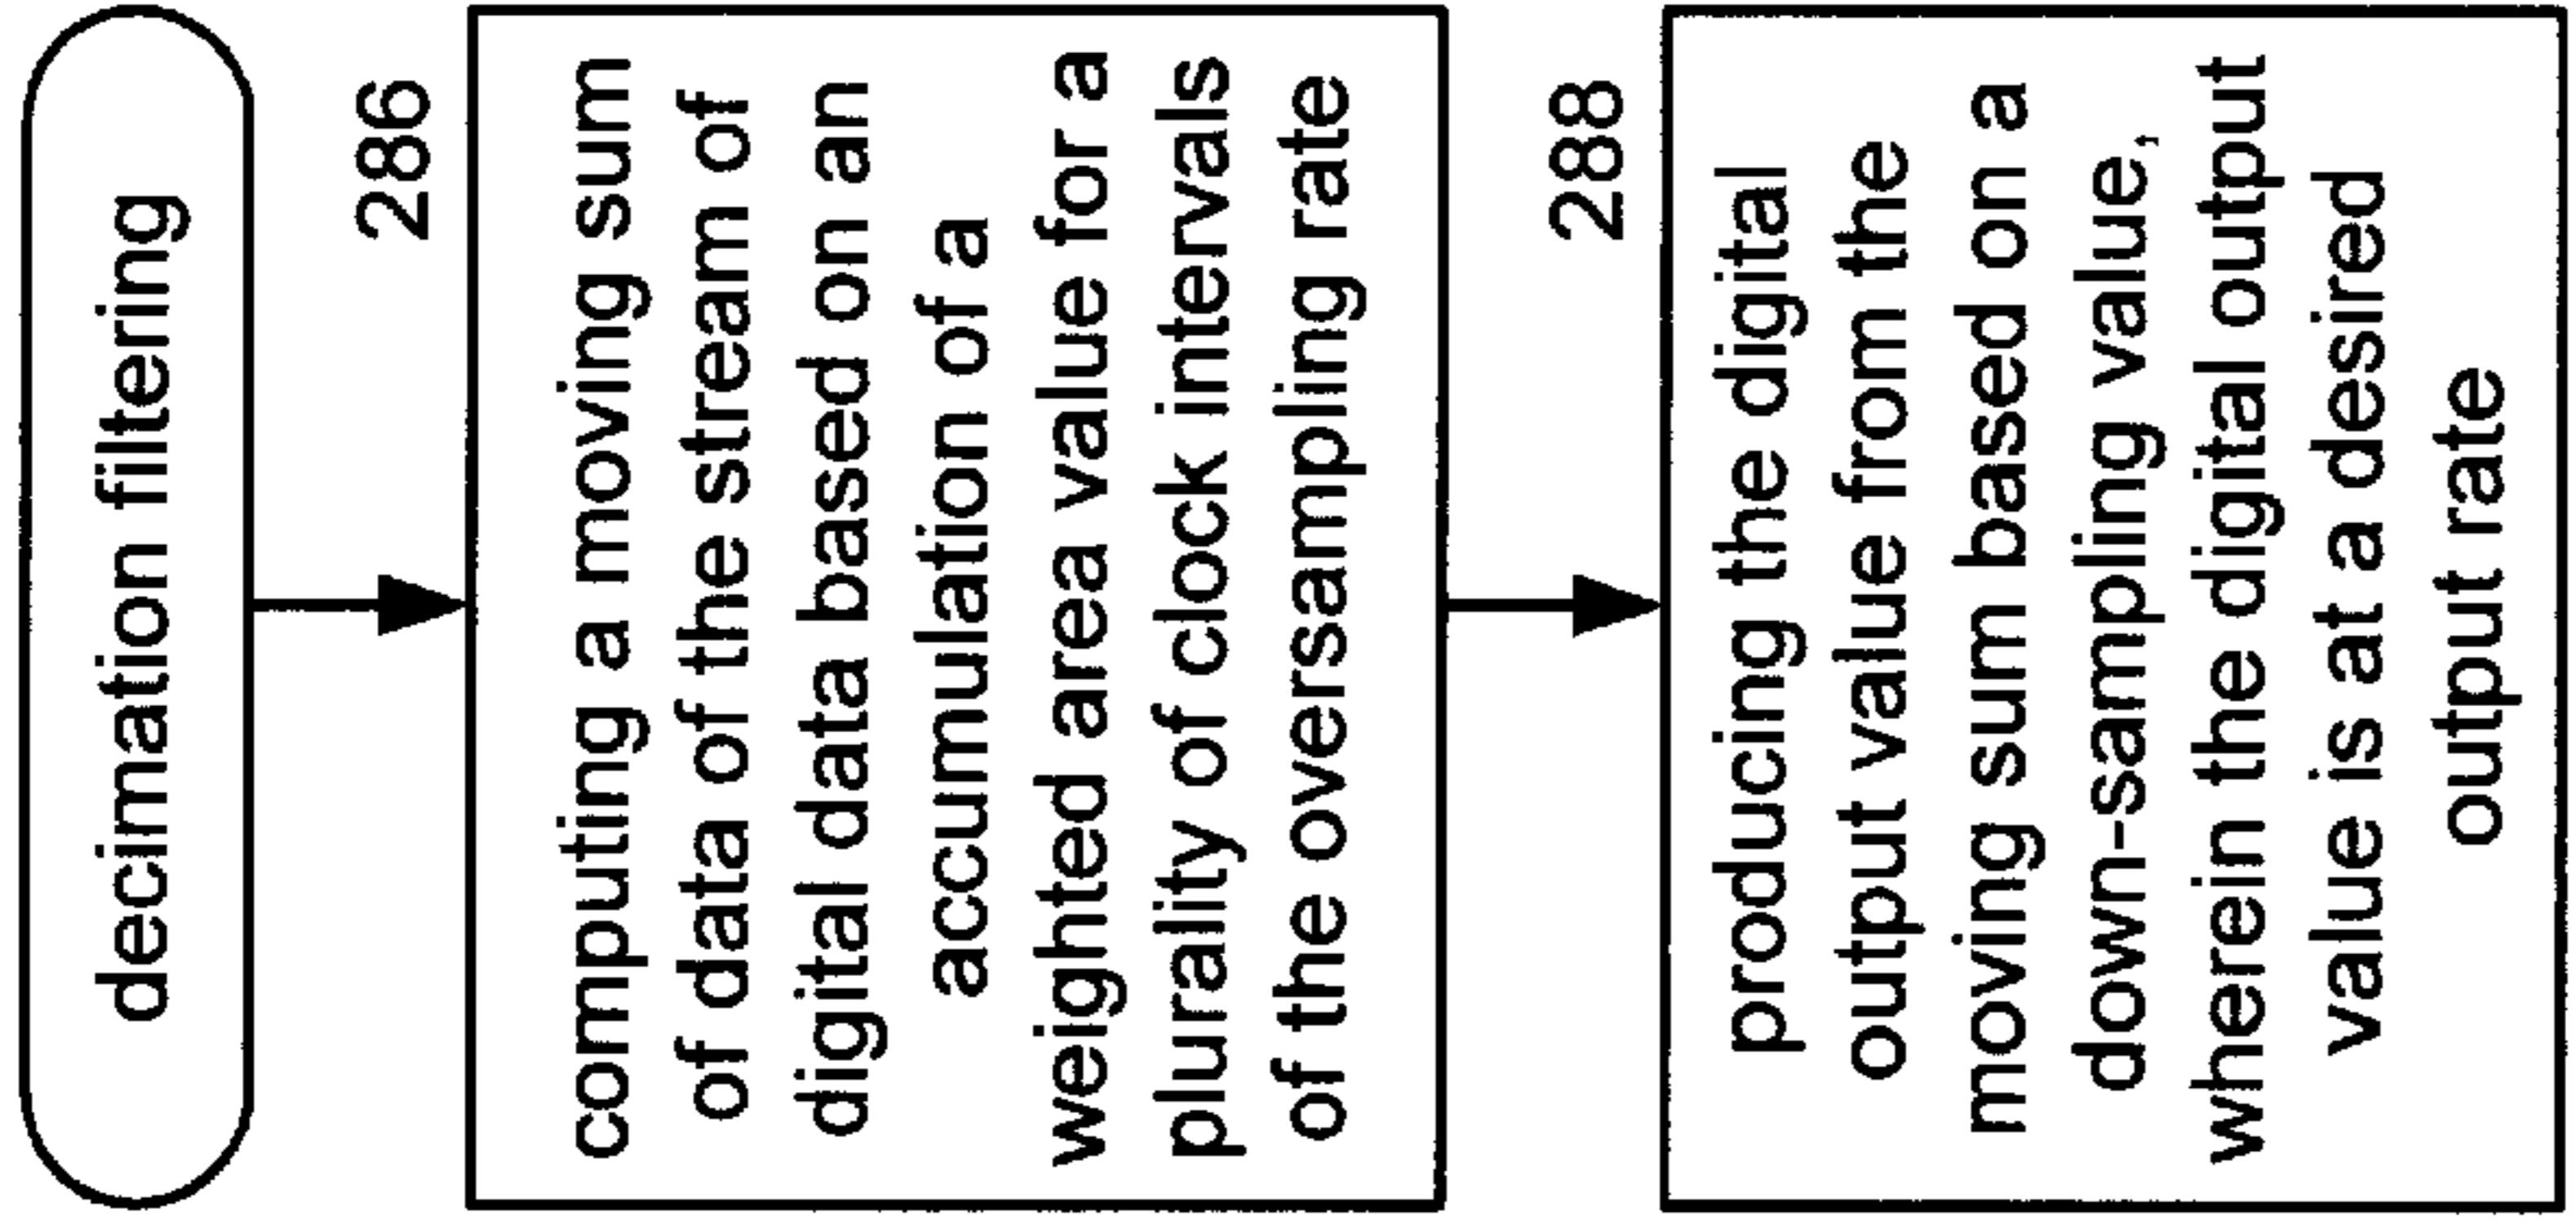 decimation filtering
286
computing a moving sum
of data of the stream of
digital data based on an
accumulation of a
weighted area value for a
plurality of clock intervals
of the oversampling rate
288
producing the digital
output value from the
moving sum based on a
down-sampling value,
wherein the digital output
value is at a desired
output rate